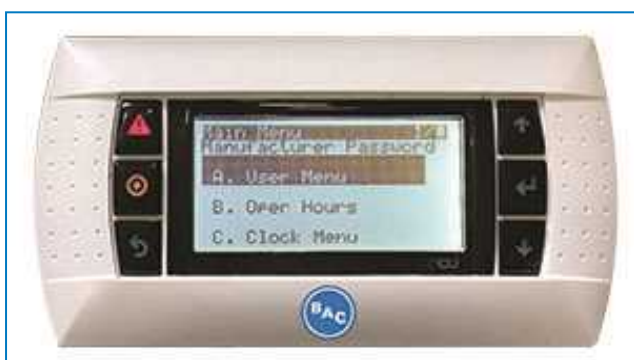 Main Menu
Manufacturer Password
A. User Menu
B. Oper Hours
C. Clock Menu
BAC